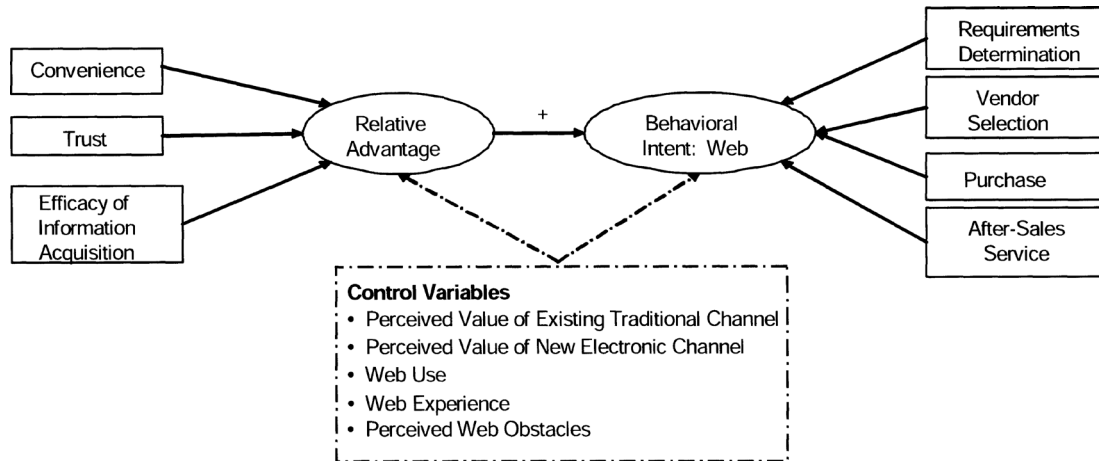 Convenience
Trust
Efficacy of
Information
Acquisition
Relative
Advantage
+
Behavioral
Intent: Web
Requirements
Determination
Vendor
Selection
Purchase
After-Sales
Service
Control Variables
• Perceived Value of Existing Traditional Channel
• Perceived Value of New Electronic Channel
• Web Use
• Web Experience
• Perceived Web Obstacles